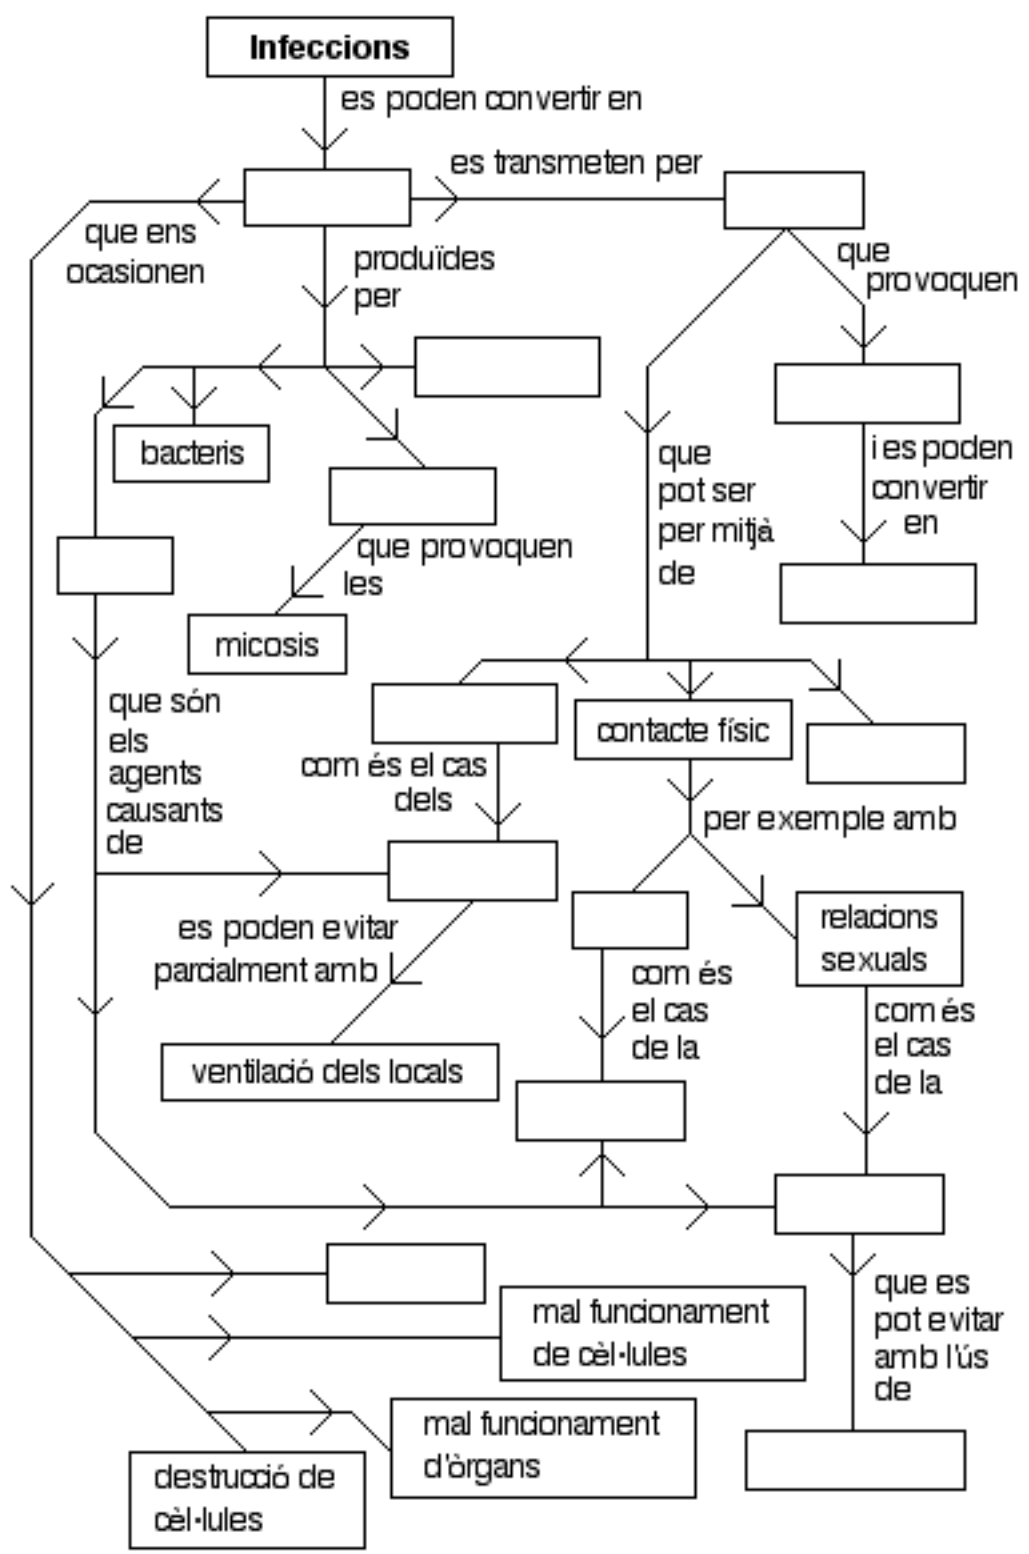 Infeccions
es poden convertir en
es transmeten per
que ens
ocasionen
produïdes
per
que
provoquen
bacteris
que provoquen
les
micosis
que
pot ser
per mitjà
de
i es poden
convertir
en
que són
els
agents
causants
de
contacte físic
com és el cas
dels
per exemple amb
es poden evitar
parcialment amb
relacions
sexuals
com és
el cas
de la
com és
el cas
de la
ventilació dels locals
que es
pot evitar
amb l'ús
de
mal funcionament
de cèl·lules
mal funcionament
d'òrgans
destrucció de
cèl·lules